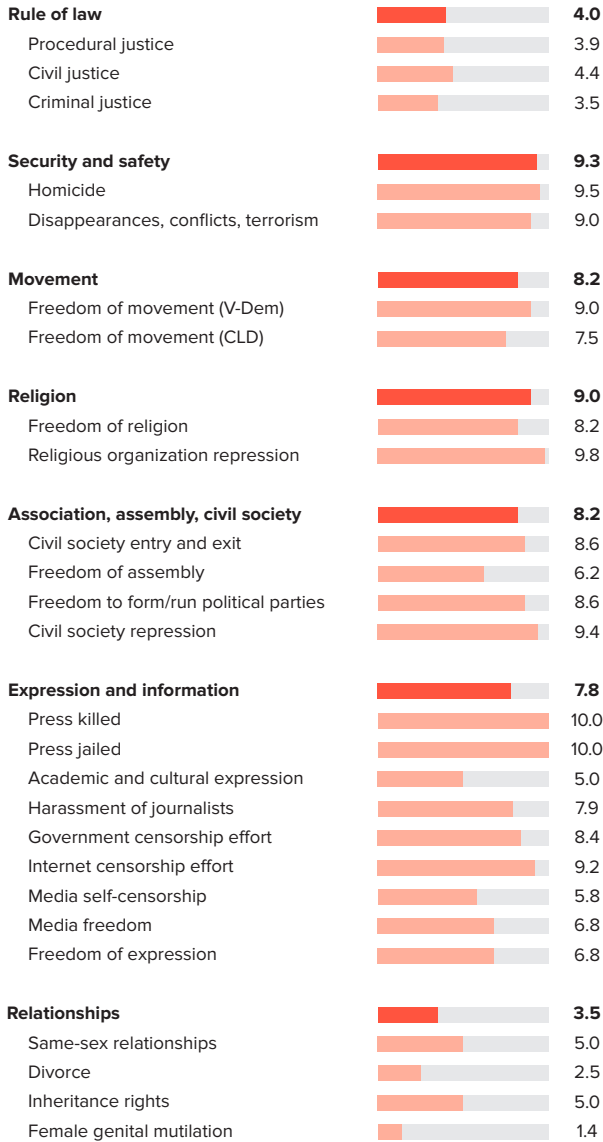 Rule of law 4.0
Procedural justice 3.9
Civil justice 4.4
Criminal justice 3.5
Security and safety 9.3
Homicide 9.5
Disappearances, conflicts, terrorism 9.0
Movement 8.2
Freedom of movement (V-Dem) 9.0
Freedom of movement (CLD) 7.5
Religion 9.0
Freedom of religion 8.2
Religious organization repression 9.8
Association, assembly, civil society 8.2
Civil society entry and exit 8.6
Freedom of assembly 6.2
Freedom to form/run political parties 8.6
Civil society repression 9.4
Expression and information 7.8
Press killed 10.0
Press jailed 10.0
Academic and cultural expression 5.0
Harassment of journalists 7.9
Government censorship effort 8.4
Internet censorship effort 9.2
Media self-censorship 5.8
Media freedom 6.8
Freedom of expression 6.8
Relationships 3.5
Same-sex relationships 5.0
Divorce 2.5
Inheritance rights 5.0
Female genital mutilation 1.4